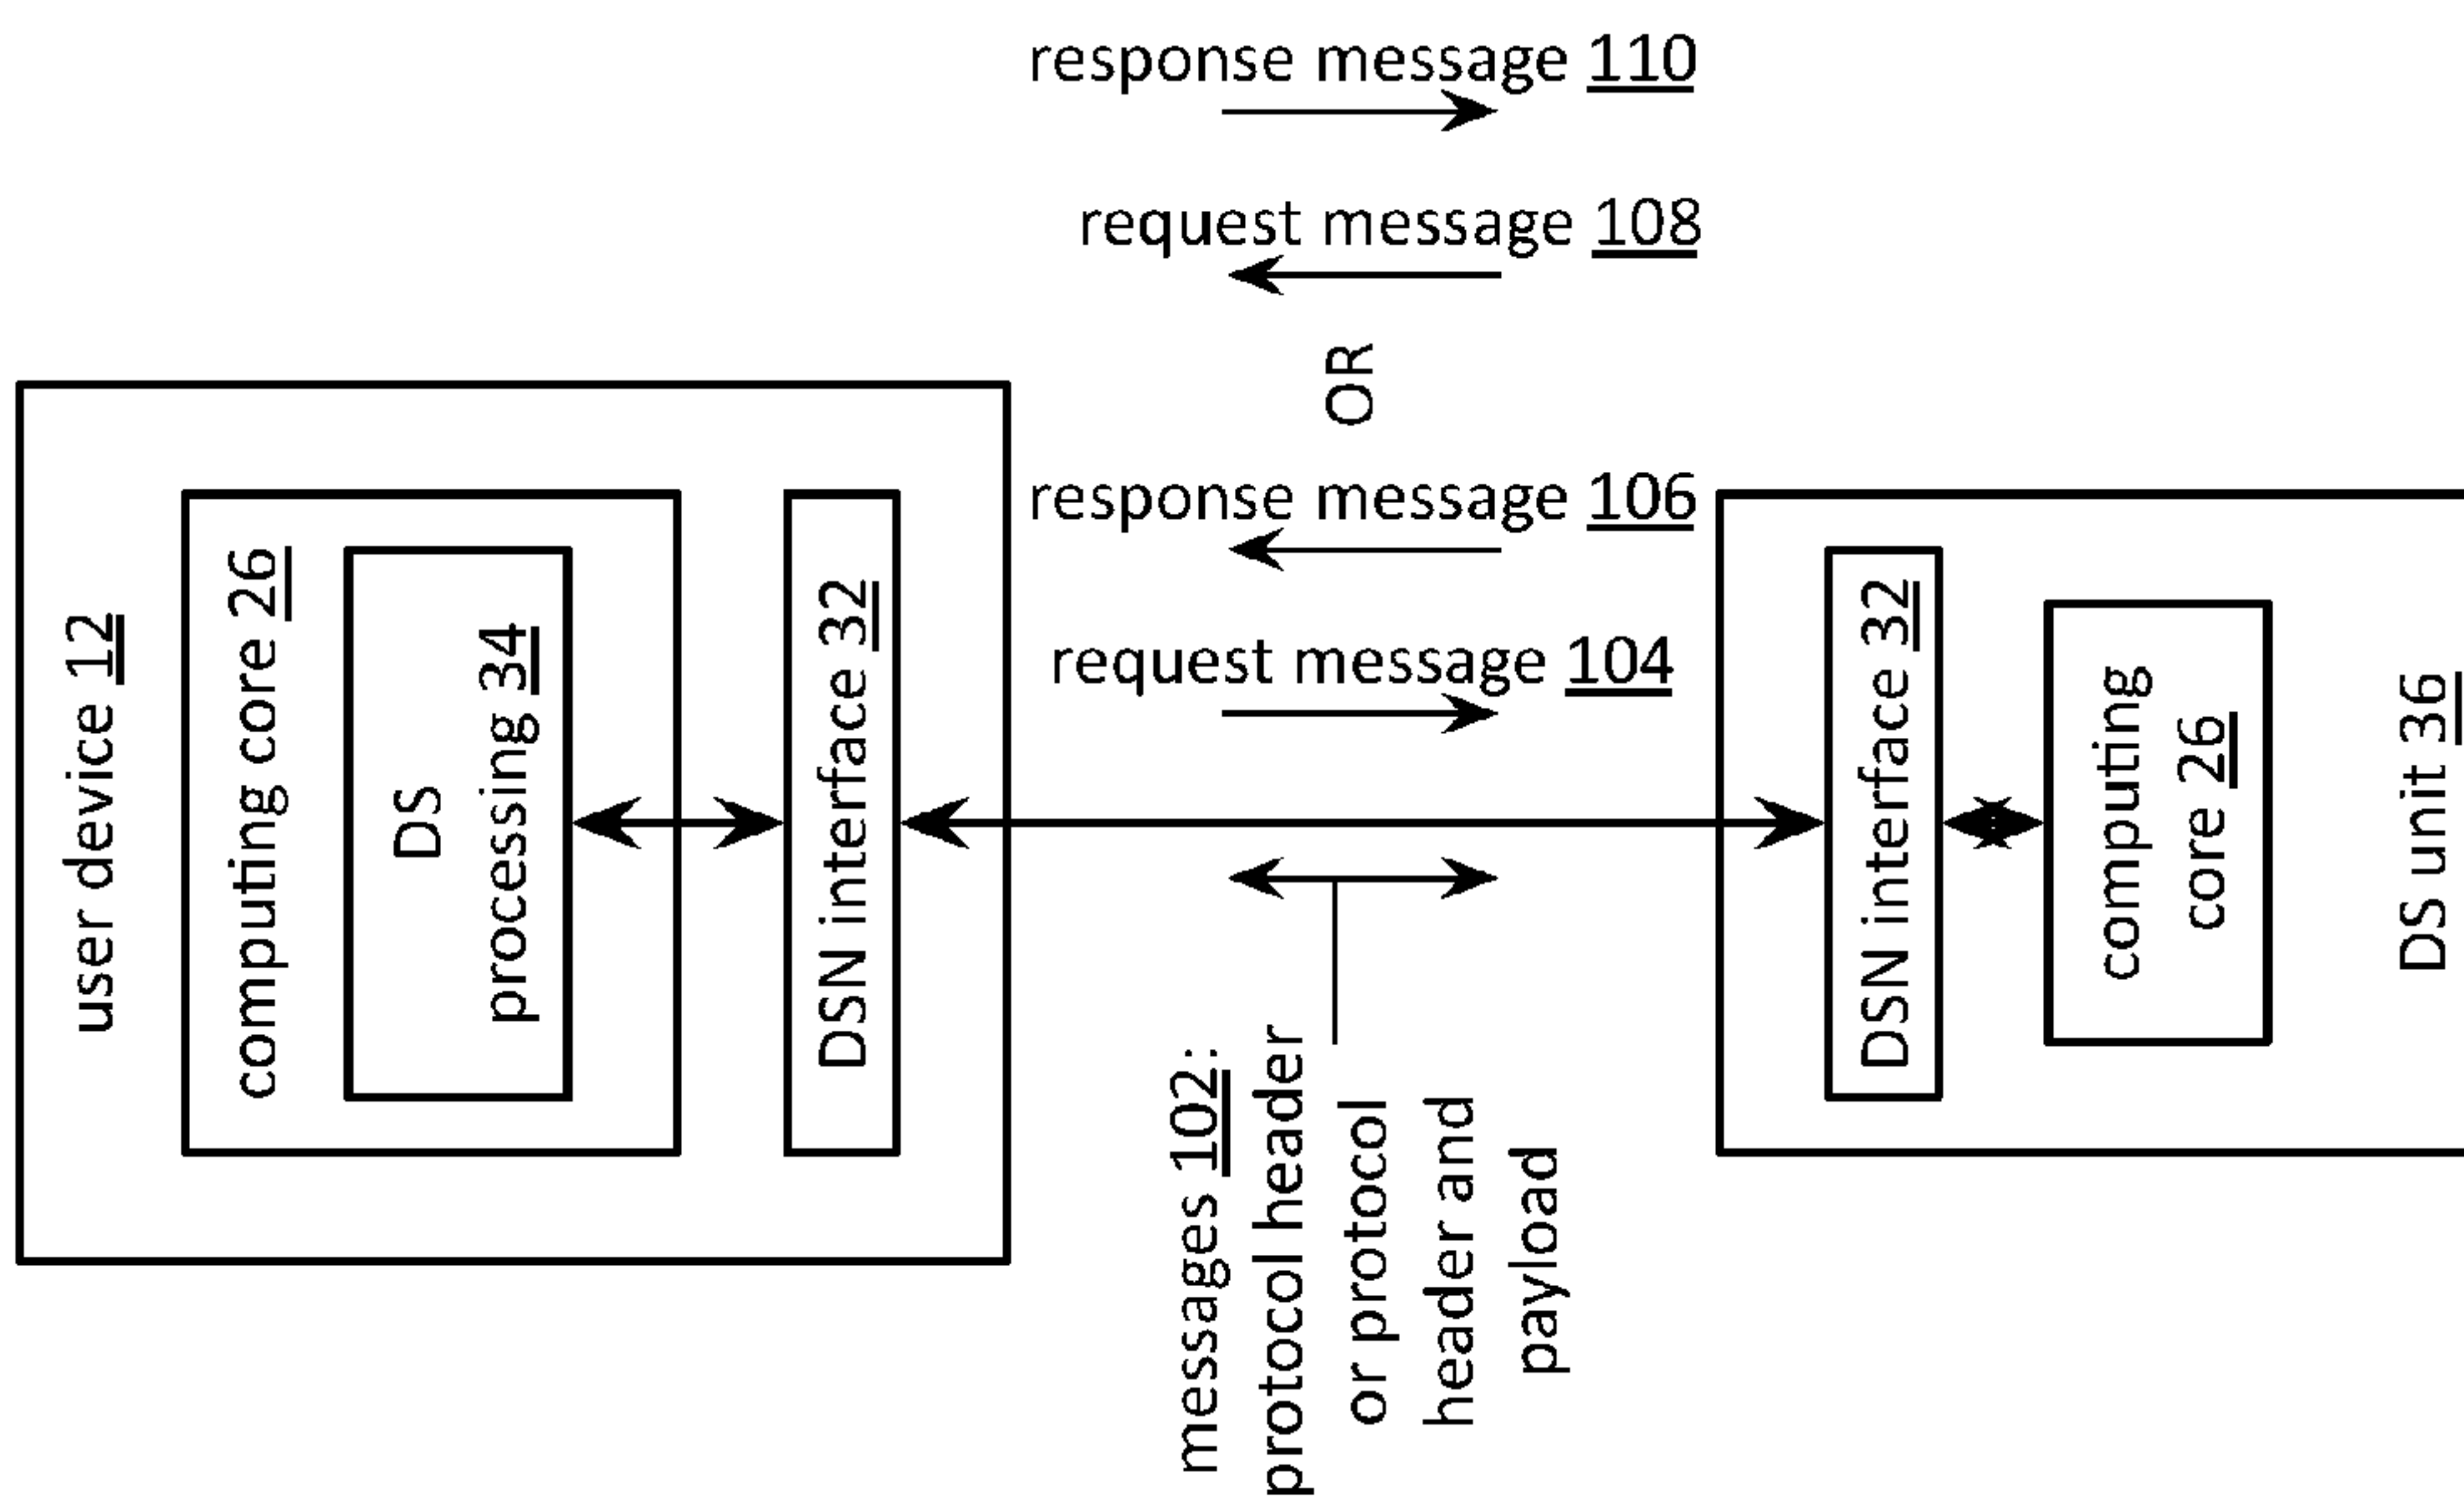 response message 110
request message 108
OR
response message 106
request message 104
user device 12
computing core 26
DS
processing 34
DSN interface 32
messages 102:
protocol header
or protocol
header and
payload
DSN interface 32
computing
core 26
DS unit 36